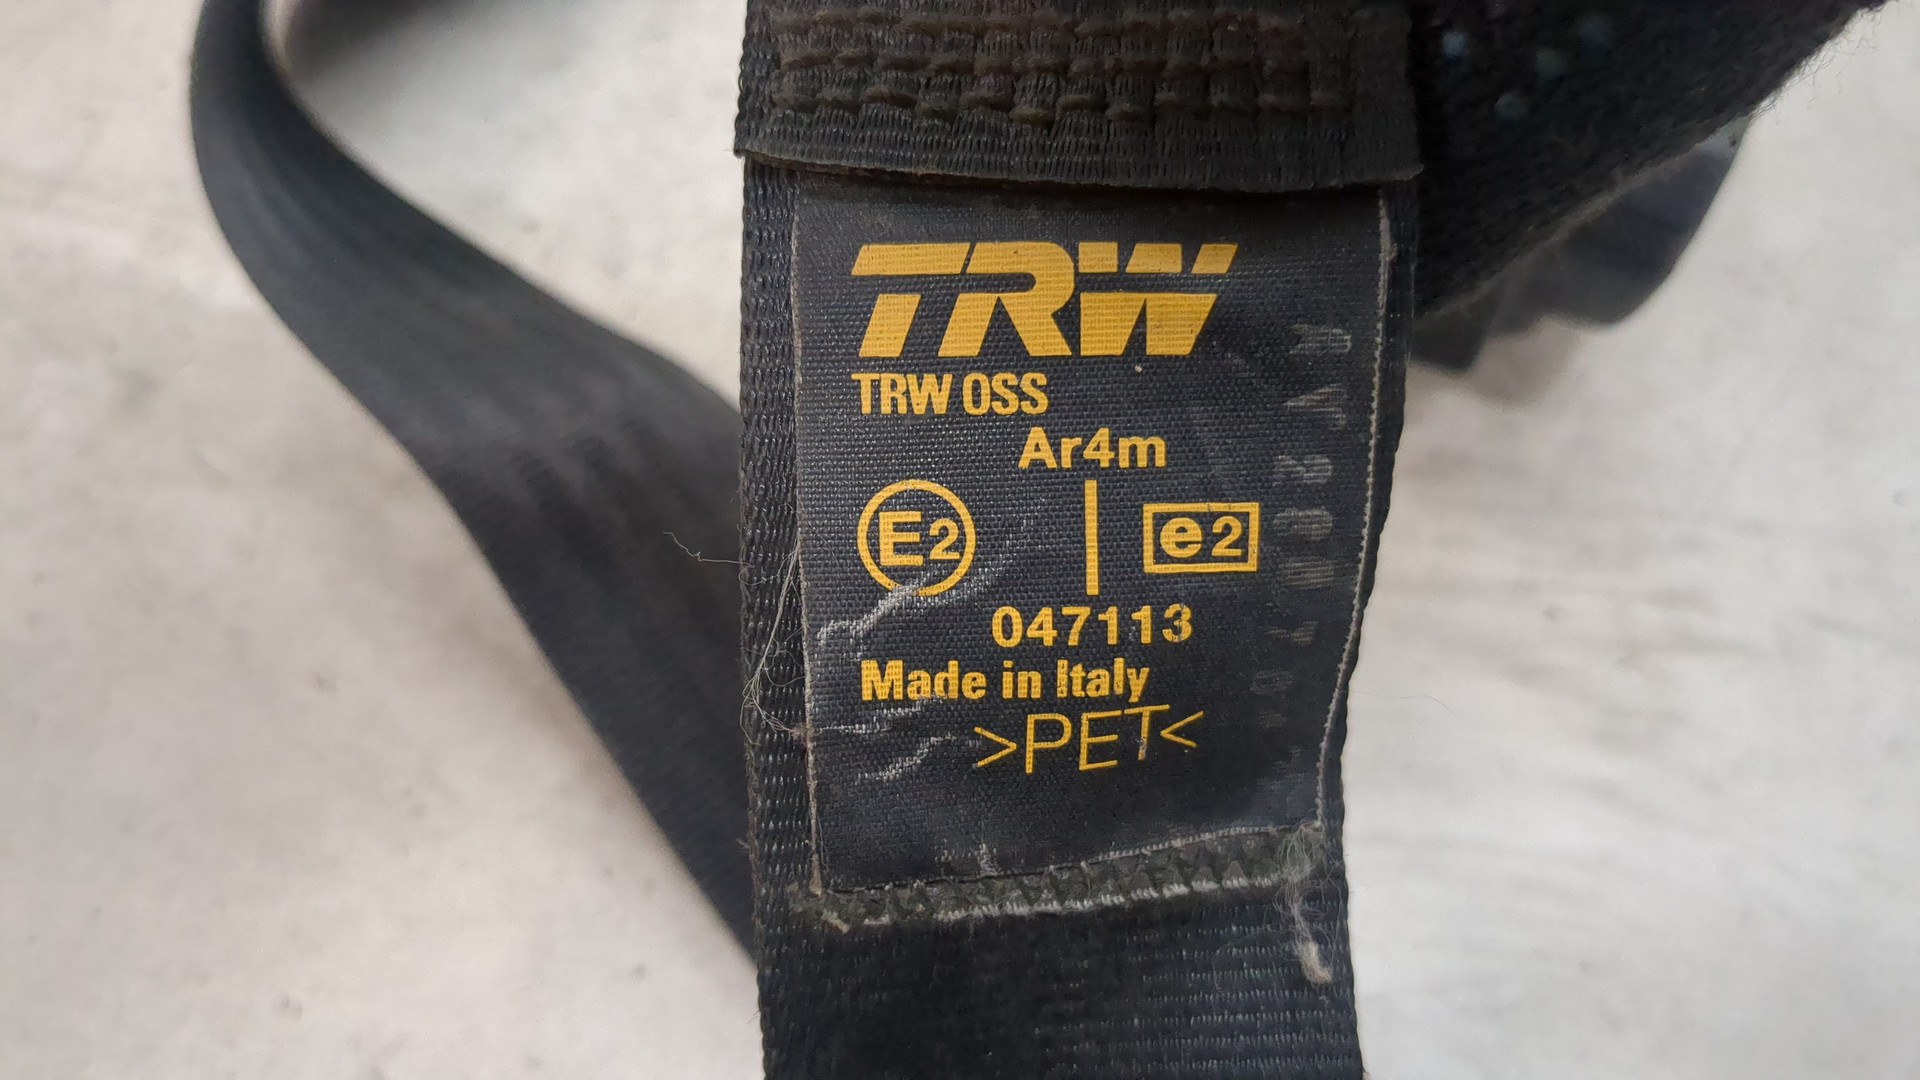 TRW
TRW OSS
Ar4m
E2 e2
047113
Made in Italy
>PET<